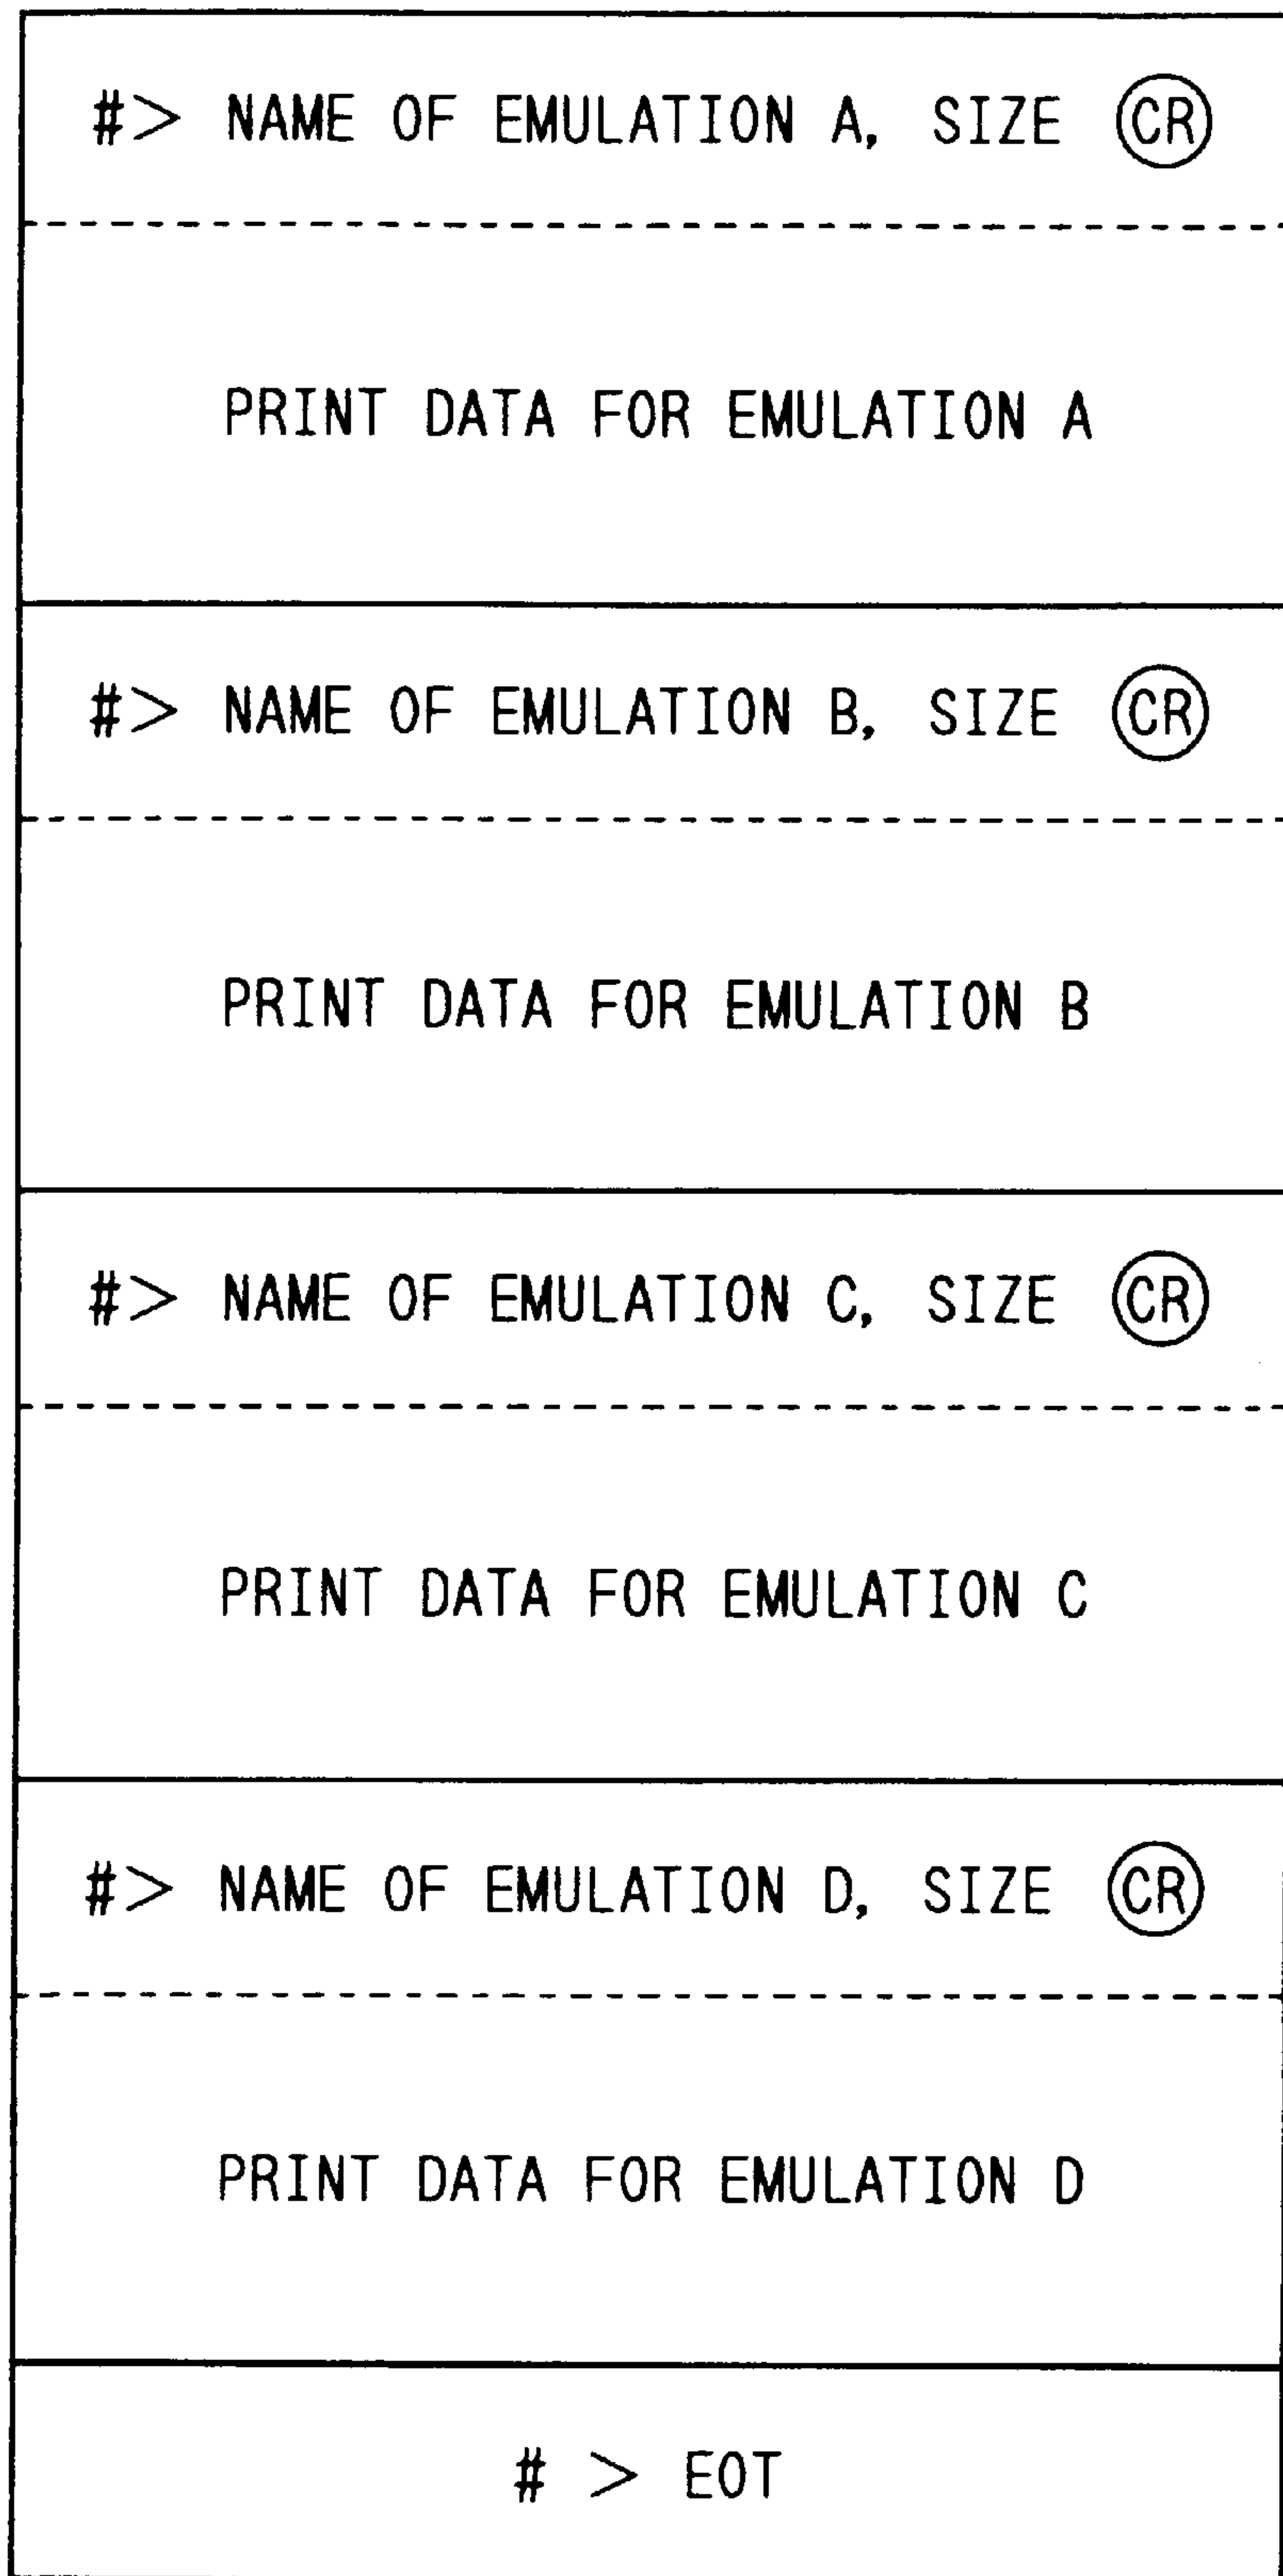 #> NAME OF EMULATION A, SIZE CR
PRINT DATA FOR EMULATION A
#> NAME OF EMULATION B, SIZE CR
PRINT DATA FOR EMULATION B
#> NAME OF EMULATION C, SIZE CR
PRINT DATA FOR EMULATION C
#> NAME OF EMULATION D, SIZE CR
PRINT DATA FOR EMULATION D
# > EOT